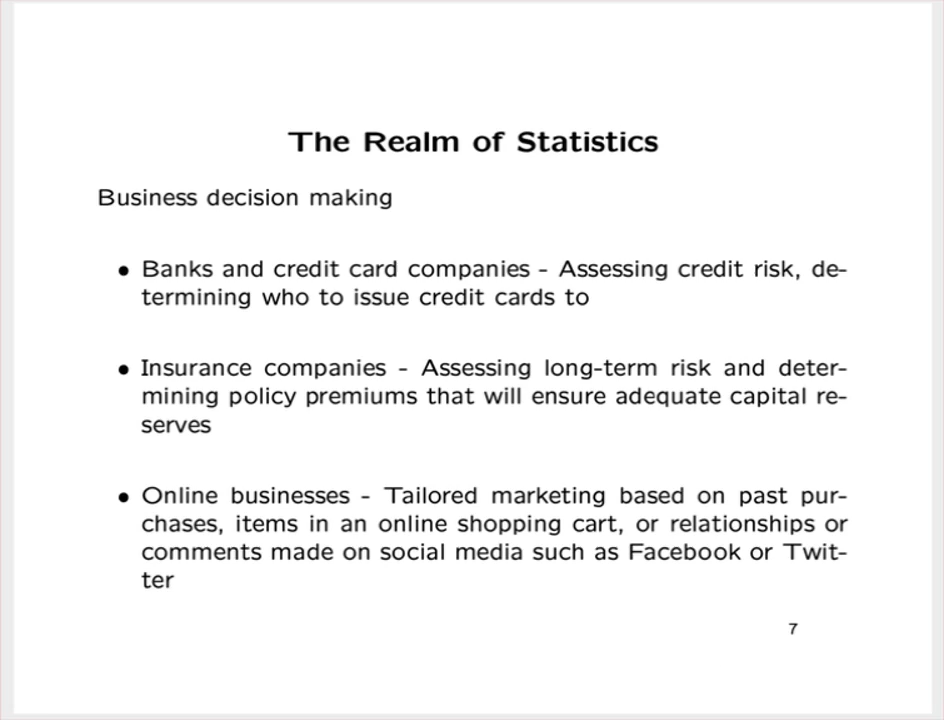 The Realm of Statistics
Business decision making
● Banks and credit card companies - Assessing credit risk, de-
termining who to issue credit cards to
● Insurance companies - Assessing long-term risk and deter-
mining policy premiums that will ensure adequate capital re-
serves
● Online businesses - Tailored marketing based on past pur-
chases, items in an online shopping cart, or relationships or
comments made on social media such as Facebook or Twit-
ter
7